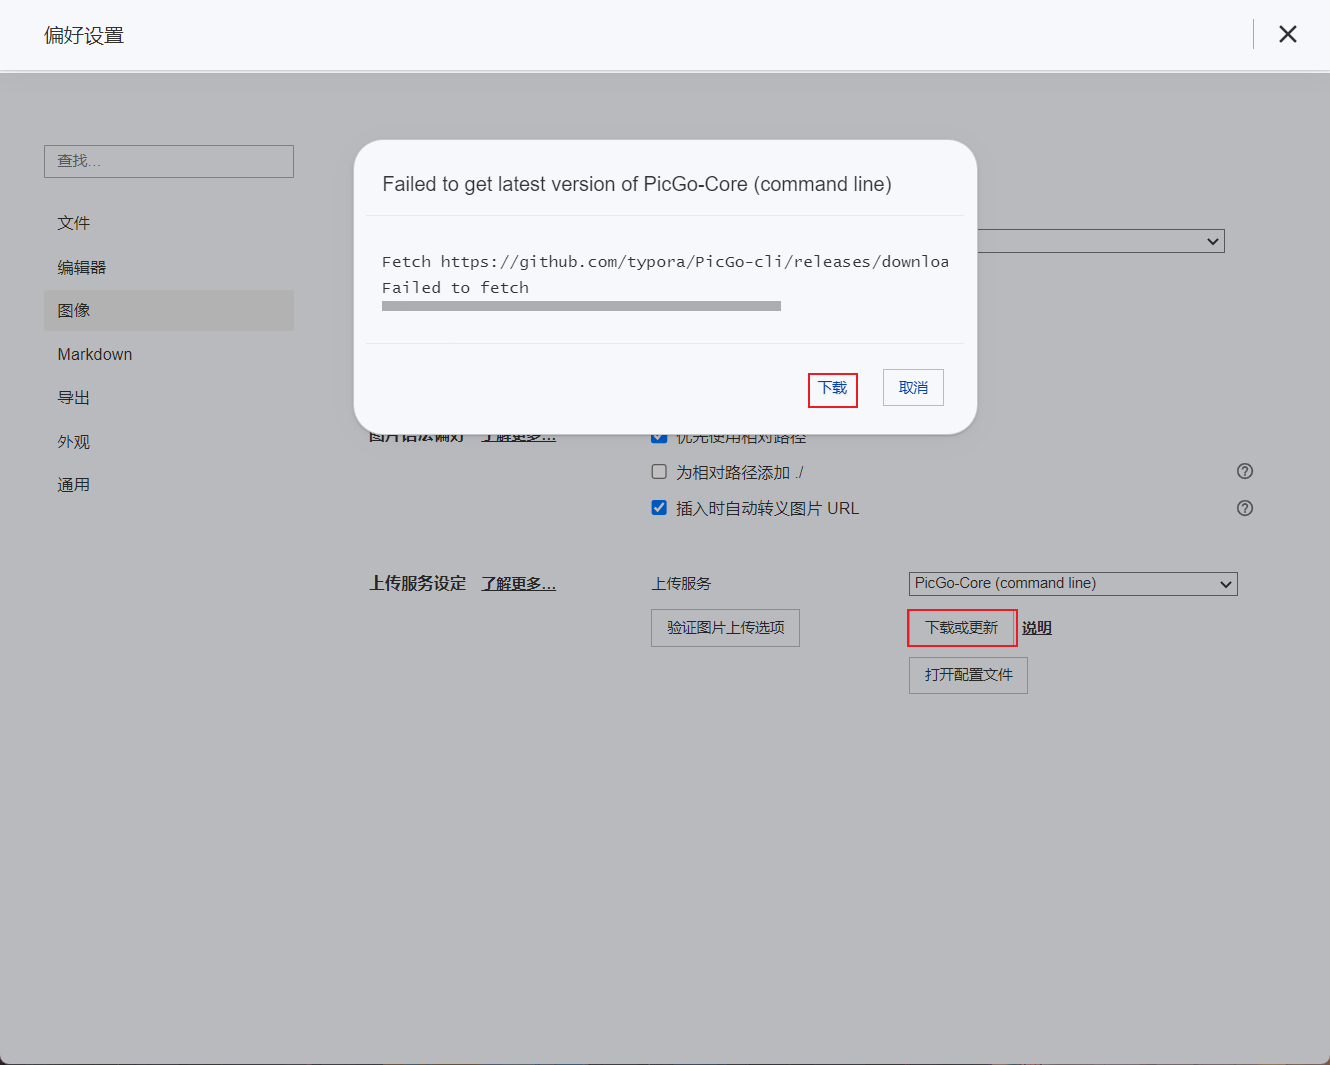 偏好设置
查找...
文件
编辑器
图像
Markdown
导出
外观
通用
Failed to get latest version of PicGo-Core (command line)
Fetch https://github.com/typora/PicGo-cli/releases/downloa
Failed to fetch
下载
取消
图片语法偏好 了解更多...
优先使用相对路径
为相对路径添加 ./
插入时自动转义图片 URL
上传服务设定 了解更多...
上传服务
PicGo-Core (command line)
验证图片上传选项
下载或更新 说明
打开配置文件